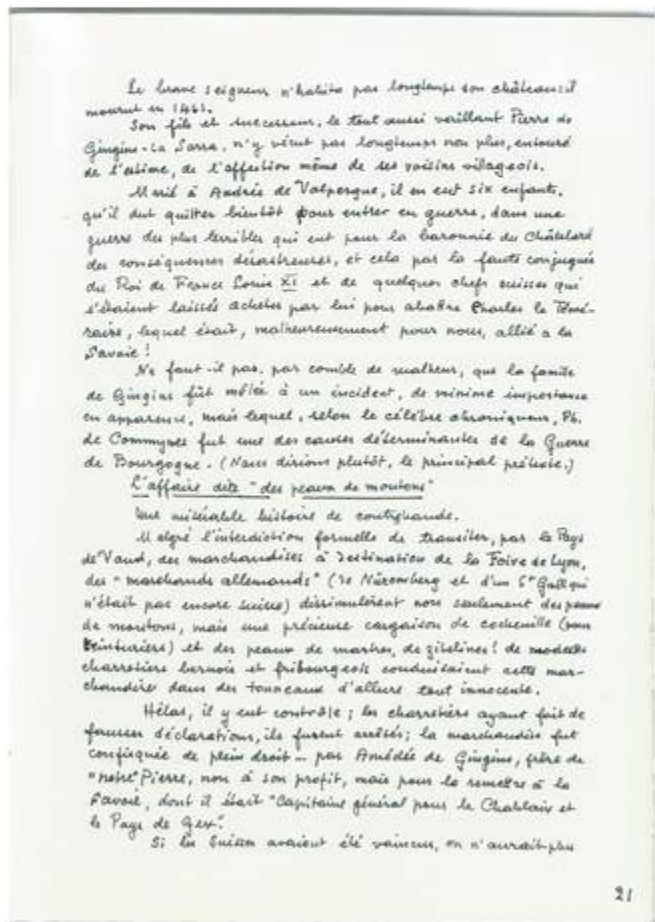 Le brave seigneur n'habita pas longtemps son château : il
mourut en 1461.
Son fils et successeur, le tout aussi vaillant Pierre de
Gingins-La Sarra, n'y vécut pas longtemps non plus, entouré
de l'estime, de l'affection même de ses voisins villageois.
Marié à Andrée de Valpergue, il en eut six enfants,
qu'il dut quitter bientôt pour entrer en guerre, dans une
guerre des plus terribles qui eut pour la baronnie du Châtelard
des conséquences désastreuses, et cela par la faute conjuguée
du Roi de France Louis XI et de quelques chefs suisses qui
s'étaient laissés acheter par lui pour abattre Charles le Témé-
raire, lequel était, malheureusement pour nous, allié a la
Savoie !
Ne faut-il pas, par comble de malheur, que la famille
de Gingins fût mêlée à un incident, de minime importance
en apparence, mais lequel, selon le célèbre chroniqueur, Ph.
de Commynes fut une des causes déterminantes de la Guerre
de Bourgogne. (Nous dirions plutôt, le principal prétexte.)
L'affaire dite "des peaux de moutons"
Une misérable histoire de contrebande.
Malgré l'interdiction formelle de transiter, par le Pays
de Vaud, des marchandises à destination de la Foire de Lyon,
des "marchands allemands" (de Nüremberg et d'un St Gall qui
n'était pas encore suisse) dissimulèrent non seulement des peaux
de moutons, mais une précieuse cargaison de cochenille (pour
teinturiers) et des peaux de martres, de zibelines ! de modestes
charretiers bernois et fribourgeois conduisaient cette mar-
chandise dans des tonneaux d'allure tout innocente.
Hélas, il y eut contrôle ; les charretiers ayant fait de
fausses déclarations, ils furent arrêtés ; la marchandise fut
confisquée de plein droit... par Amédée de Gingins, frère de
"notre" Pierre, non à son profit, mais pour la remettre à la
Savoie, dont il était "Capitaine général pour le Chablais et
le Pays de Gex."
Si les Suisses avaient été vaincus, on n'aurait plus
21